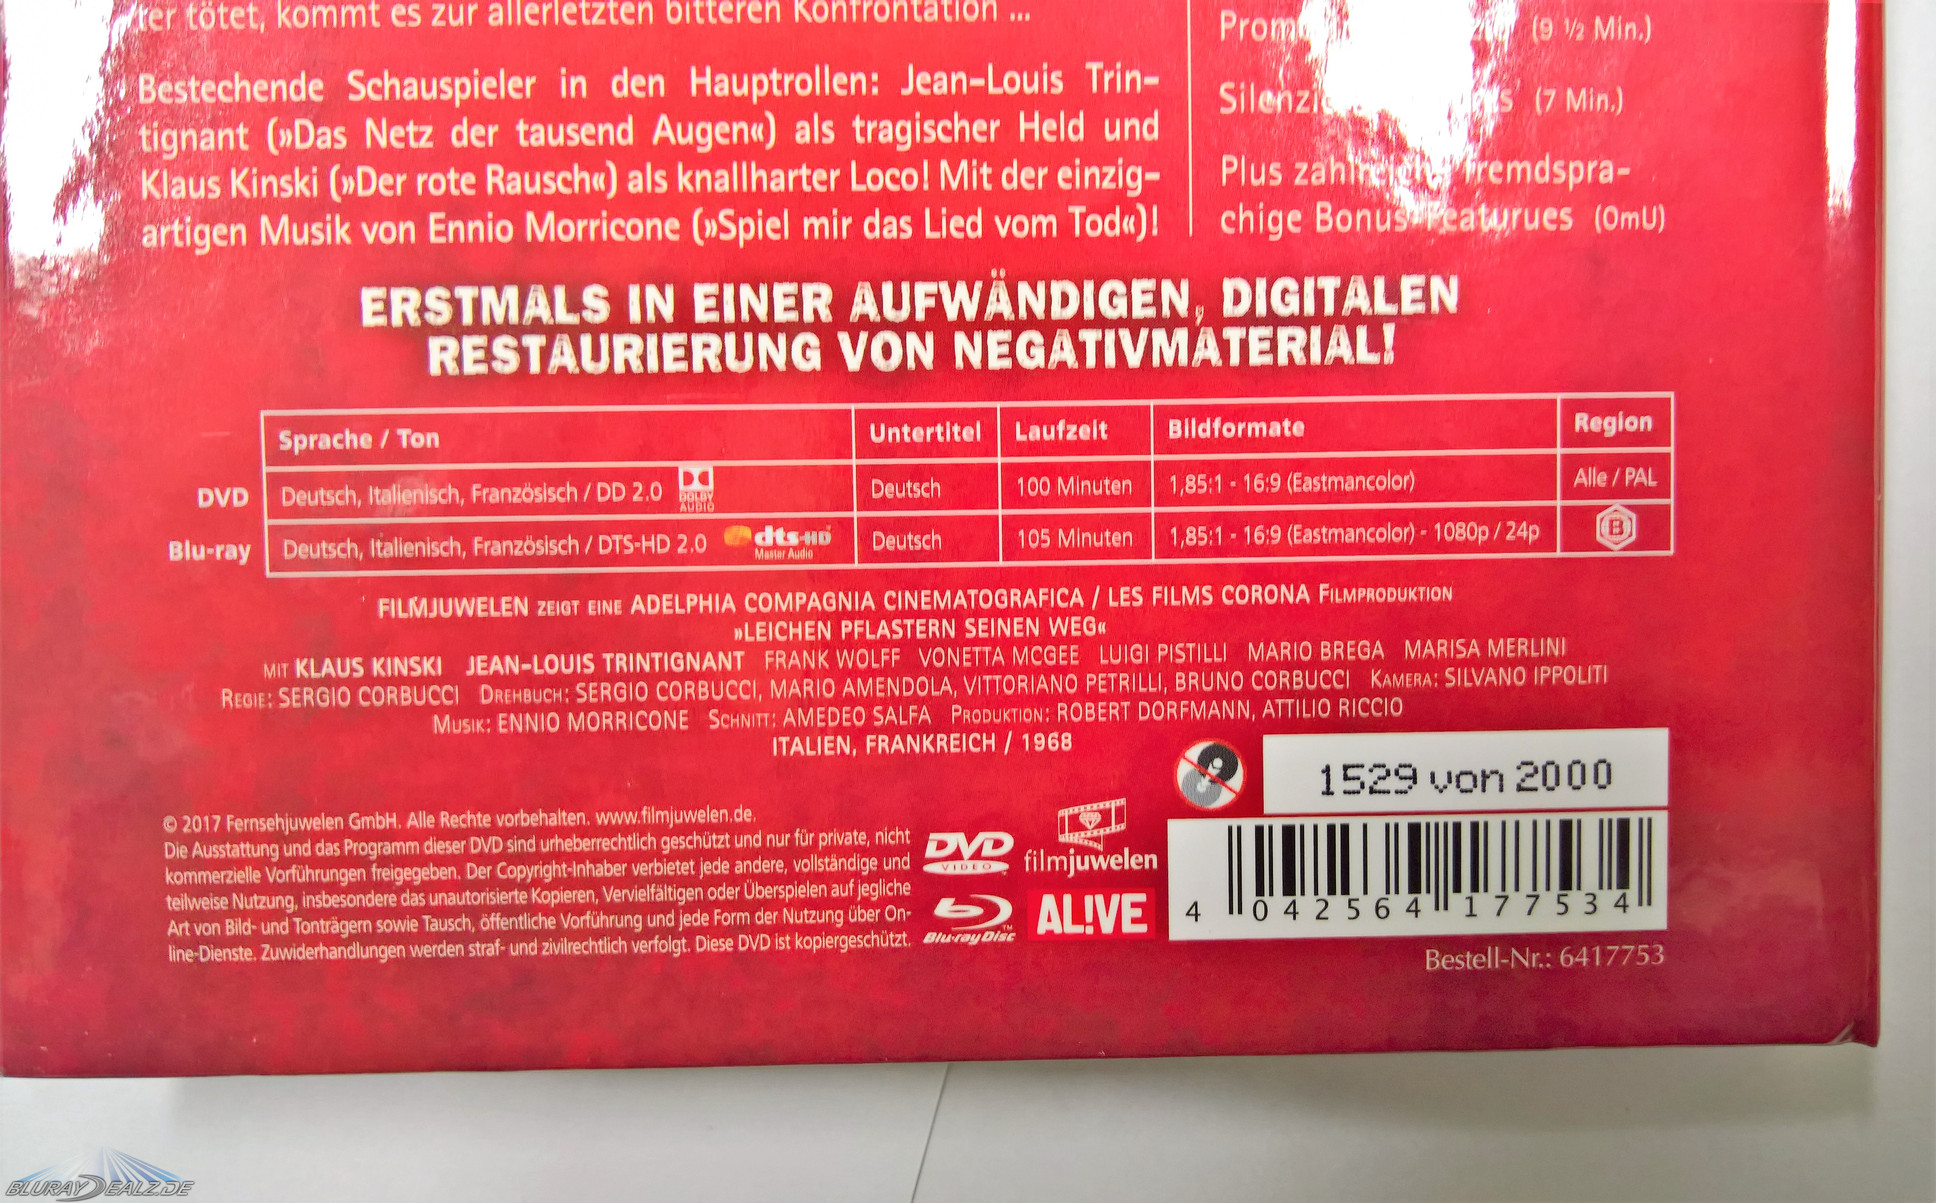 ter tötet, kommt es zur allerletzten bitteren Konfrontation ...
Bestechende Schauspieler in den Hauptrollen: Jean-Louis Trin-
tignant (»Das Netz der tausend Augen«) als tragischer Held und
Klaus Kinski (»Der rote Rausch«) als knallharter Loco! Mit der einzig-
artigen Musik von Ennio Morricone (»Spiel mir das Lied vom Tod«)!
(9 ½ Min.)
(7 Min.)
Plus zahlreiche fremdspra-
chige Bonus-Featurues (OmU)
ERSTMALS IN EINER AUFWÄNDIGEN, DIGITALEN
RESTAURIERUNG VON NEGATIVMATERIAL!
Sprache / Ton Untertitel Laufzeit Bildformate Region
DVD Deutsch, Italienisch, Französisch / DD 2.0 DOLBY AUDIO Deutsch 100 Minuten 1,85:1 - 16:9 (Eastmancolor) Alle / PAL
Blu-ray Deutsch, Italienisch, Französisch / DTS-HD 2.0 dts-HD Master Audio Deutsch 105 Minuten 1,85:1 - 16:9 (Eastmancolor) - 1080p / 24p B
FILMJUWELEN ZEIGT EINE ADELPHIA COMPAGNIA CINEMATOGRAFICA / LES FILMS CORONA FILMPRODUKTION
»LEICHEN PFLASTERN SEINEN WEG«
MIT KLAUS KINSKI JEAN-LOUIS TRINTIGNANT FRANK WOLFF VONETTA MCGEE LUIGI PISTILLI MARIO BREGA MARISA MERLINI
REGIE: SERGIO CORBUCCI DREHBUCH: SERGIO CORBUCCI, MARIO AMENDOLA, VITTORIANO PETRILLI, BRUNO CORBUCCI KAMERA: SILVANO IPPOLITI
MUSIK: ENNIO MORRICONE SCHNITT: AMEDEO SALFA PRODUKTION: ROBERT DORFMANN, ATTILIO RICCIO
ITALIEN, FRANKREICH / 1968
1529 von 2000
© 2017 Fernsehjuwelen GmbH. Alle Rechte vorbehalten. www.filmjuwelen.de.
Die Ausstattung und das Programm dieser DVD sind urheberrechtlich geschützt und nur für private, nicht
kommerzielle Vorführungen freigegeben. Der Copyright-Inhaber verbietet jede andere, vollständige und
teilweise Nutzung, insbesondere das unautorisierte Kopieren, Vervielfältigen oder Überspielen auf jegliche
Art von Bild- und Tonträgern sowie Tausch, öffentliche Vorführung und jede Form der Nutzung über On-
line-Dienste. Zuwiderhandlungen werden straf- und zivilrechtlich verfolgt. Diese DVD ist kopiergeschützt.
DVD VIDEO
filmjuwelen
Blu-ray Disc
AL!VE
4 042564 177534
Bestell-Nr.: 6417753
BLURAYDEALZ.DE